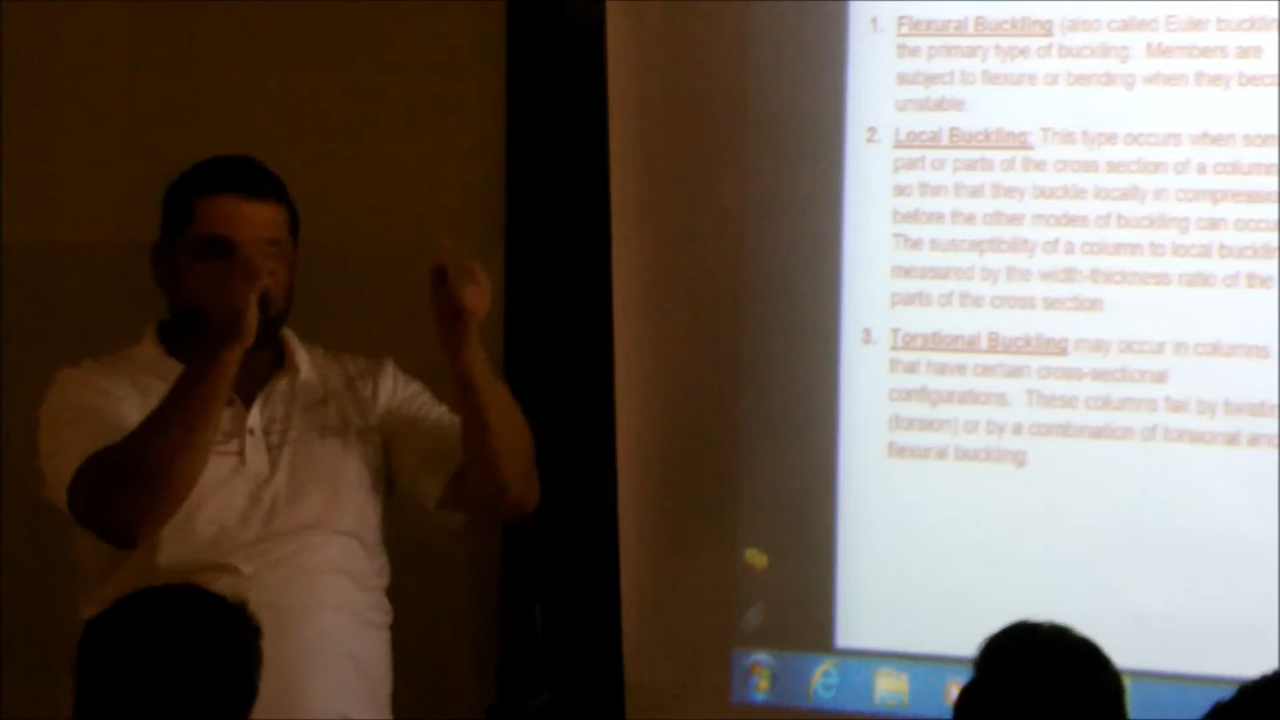 1. Flexural Buckling (also called Euler bucklin
the primary type of buckling. Members are
subject to flexure or bending when they beco
unstable
2. Local Buckling: This type occurs when som
part or parts of the cross section of a column
so thin that they buckle locally in compressio
before the other modes of buckling can occu
The susceptibility of a column to local bucklin
measured by the width-thickness ratio of the
parts of the cross section
3. Torstional Buckling may occur in columns
that have certain cross-sectional
configurations. These columns fail by twistin
(torsion) or by a combination of torsional and
flexural buckling.